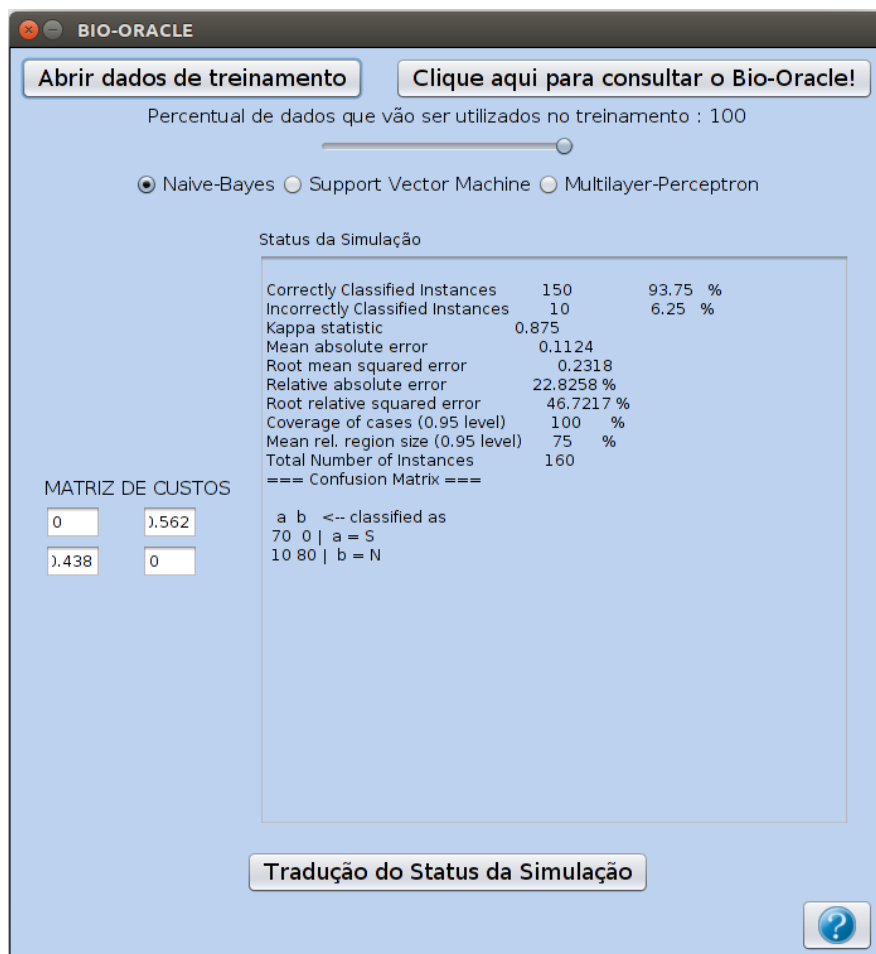 BIO-ORACLE
Abrir dados de treinamento Clique aqui para consultar o Bio-Oracle!
Percentual de dados que vão ser utilizados no treinamento : 100
Naive-Bayes Support Vector Machine Multilayer-Perceptron
Status da Simulação
Correctly Classified Instances 150 93.75 %
Incorrectly Classified Instances 10 6.25 %
Kappa statistic 0.875
Mean absolute error 0.1124
Root mean squared error 0.2318
Relative absolute error 22.8258 %
Root relative squared error 46.7217 %
Coverage of cases (0.95 level) 100 %
Mean rel. region size (0.95 level) 75 %
Total Number of Instances 160
=== Confusion Matrix ===
a b <-- classified as
70 0 | a = S
10 80 | b = N
MATRIZ DE CUSTOS
0 .562
.438 0
Tradução do Status da Simulação
?